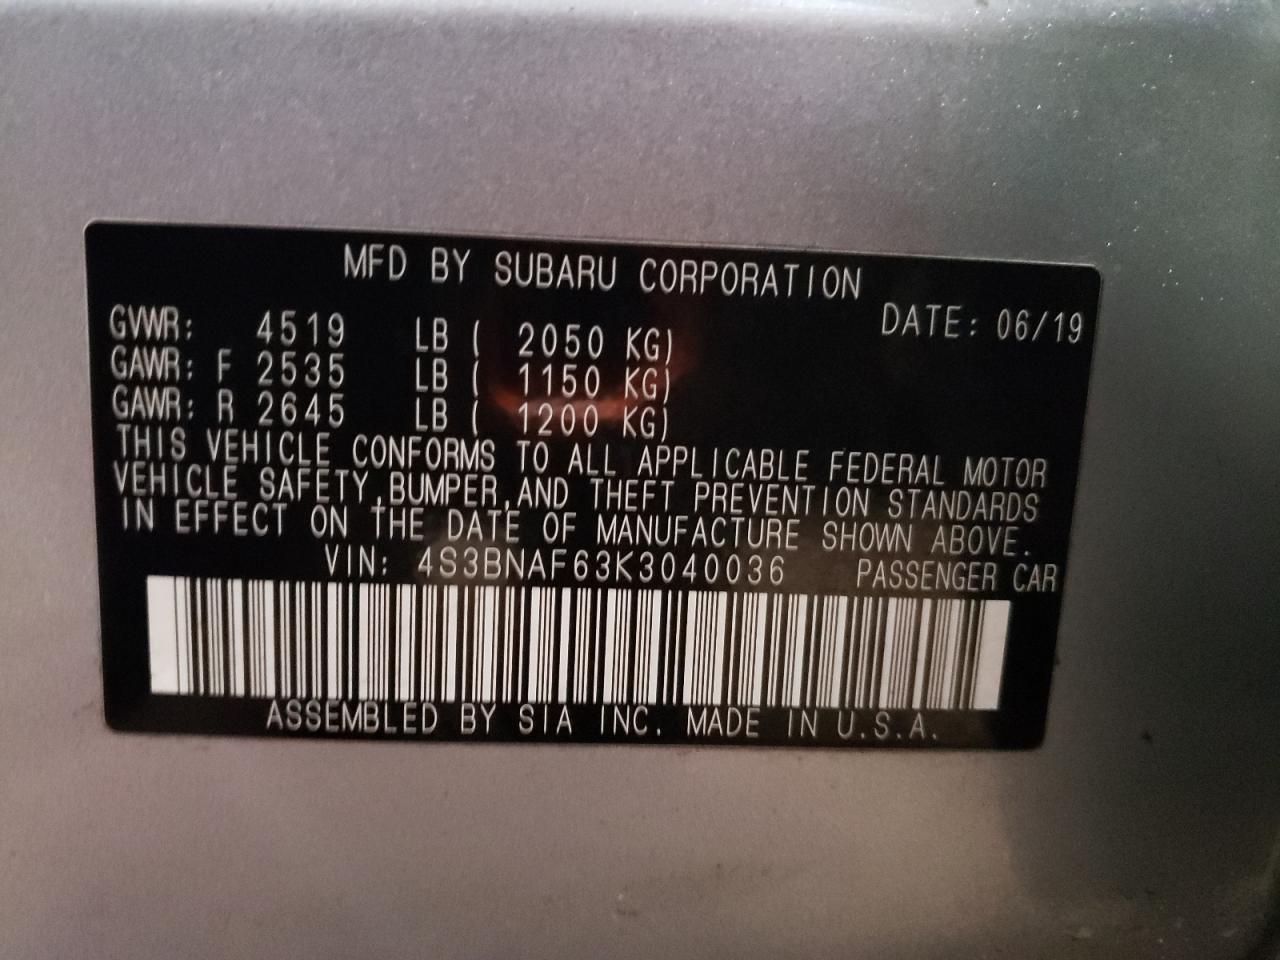 MFD BY SUBARU CORPORATION
DATE: 06/19
GVWR: 4519 LB ( 2050 KG)
GAWR: F 2535 LB ( 1150 KG)
GAWR: R 2645 LB ( 1200 KG)
THIS VEHICLE CONFORMS TO ALL APPLICABLE FEDERAL MOTOR
VEHICLE SAFETY,BUMPER,AND THEFT PREVENTION STANDARDS
IN EFFECT ON THE DATE OF MANUFACTURE SHOWN ABOVE.
VIN: 4S3BNAF63K3040036 PASSENGER CAR
ASSEMBLED BY SIA INC. MADE IN U.S.A.